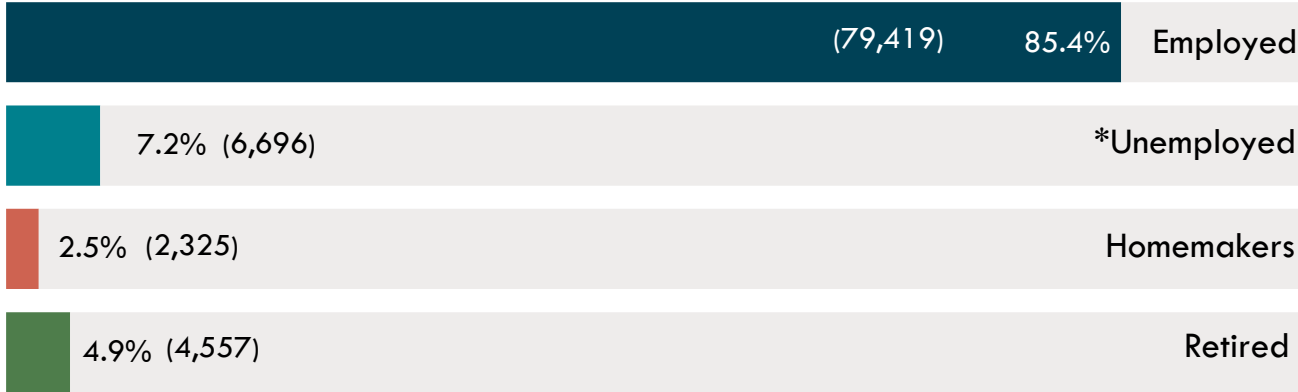 (79,419) 85.4% Employed
7.2% (6,696) *Unemployed
2.5% (2,325) Homemakers
4.9% (4,557) Retired